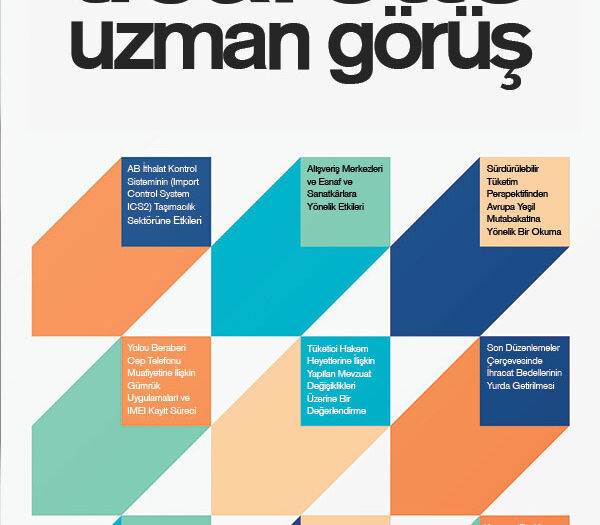 uzman görüş
AB İthalat Kontrol
Sisteminin (Import
Control System
ICS2) Taşımacılık
Sektörüne Etkileri
Alışveriş Merkezleri
ve Esnaf ve
Sanatkârlara
Yönelik Etkileri
Sürdürülebilir
Tüketim
Perspektifinden
Avrupa Yeşil
Mutabakatına
Yönelik Bir Okuma
Yolcu Beraberi
Cep Telefonu
Muafiyetine İlişkin
Gümrük
Uygulamaları ve
IMEI Kayıt Süreci
Tüketici Hakem
Heyetlerine İlişkin
Yapılan Mevzuat
Değişiklikleri
Üzerine Bir
Değerlendirme
Son Düzenlemeler
Çerçevesinde
İhracat Bedellerinin
Yurda Getirilmesi